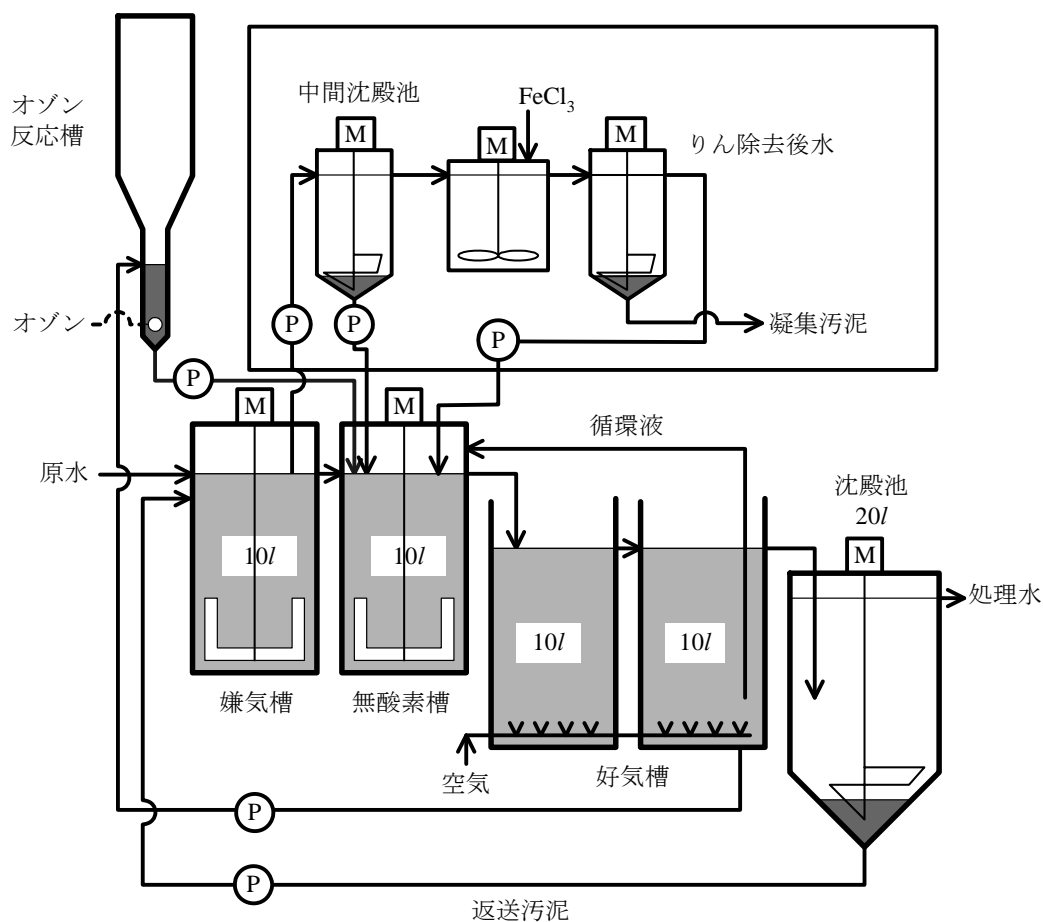 オゾン
反応槽
中間沈殿池
FeCl3
M
M
M
りん除去後水
オゾン
P
P
P
凝集汚泥
P
M
M
循環液
原水
沈殿池
20l
10l
10l
M
処理水
10l
10l
嫌気槽
無酸素槽
空気
好気槽
P
P
返送汚泥